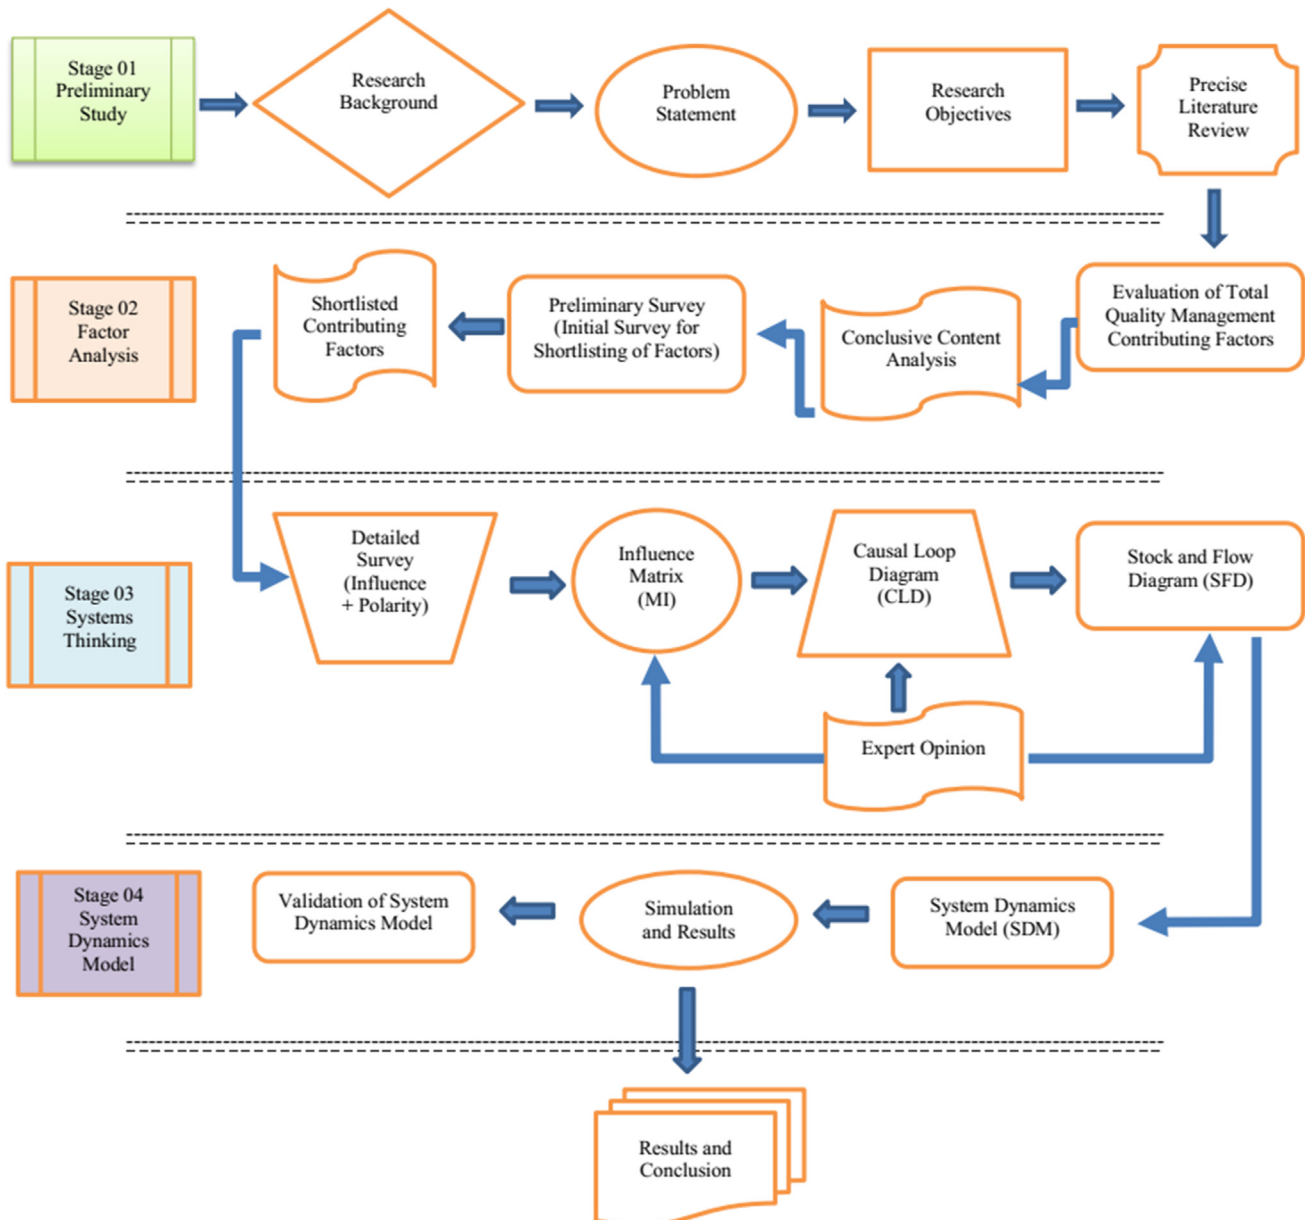 Stage 01
Preliminary
Study
Research
Background
Problem
Statement
Research
Objectives
Precise
Literature
Review
Stage 02
Factor
Analysis
Shortlisted
Contributing
Factors
Preliminary Survey
(Initial Survey for
Shortlisting of Factors)
Conclusive Content
Analysis
Evaluation of Total
Quality Management
Contributing Factors
Stage 03
Systems
Thinking
Detailed
Survey
(Influence
+ Polarity)
Influence
Matrix
(MI)
Causal Loop
Diagram
(CLD)
Stock and Flow
Diagram (SFD)
Expert Opinion
Stage 04
System
Dynamics
Model
Validation of System
Dynamics Model
Simulation
and Results
System Dynamics
Model (SDM)
Results and
Conclusion